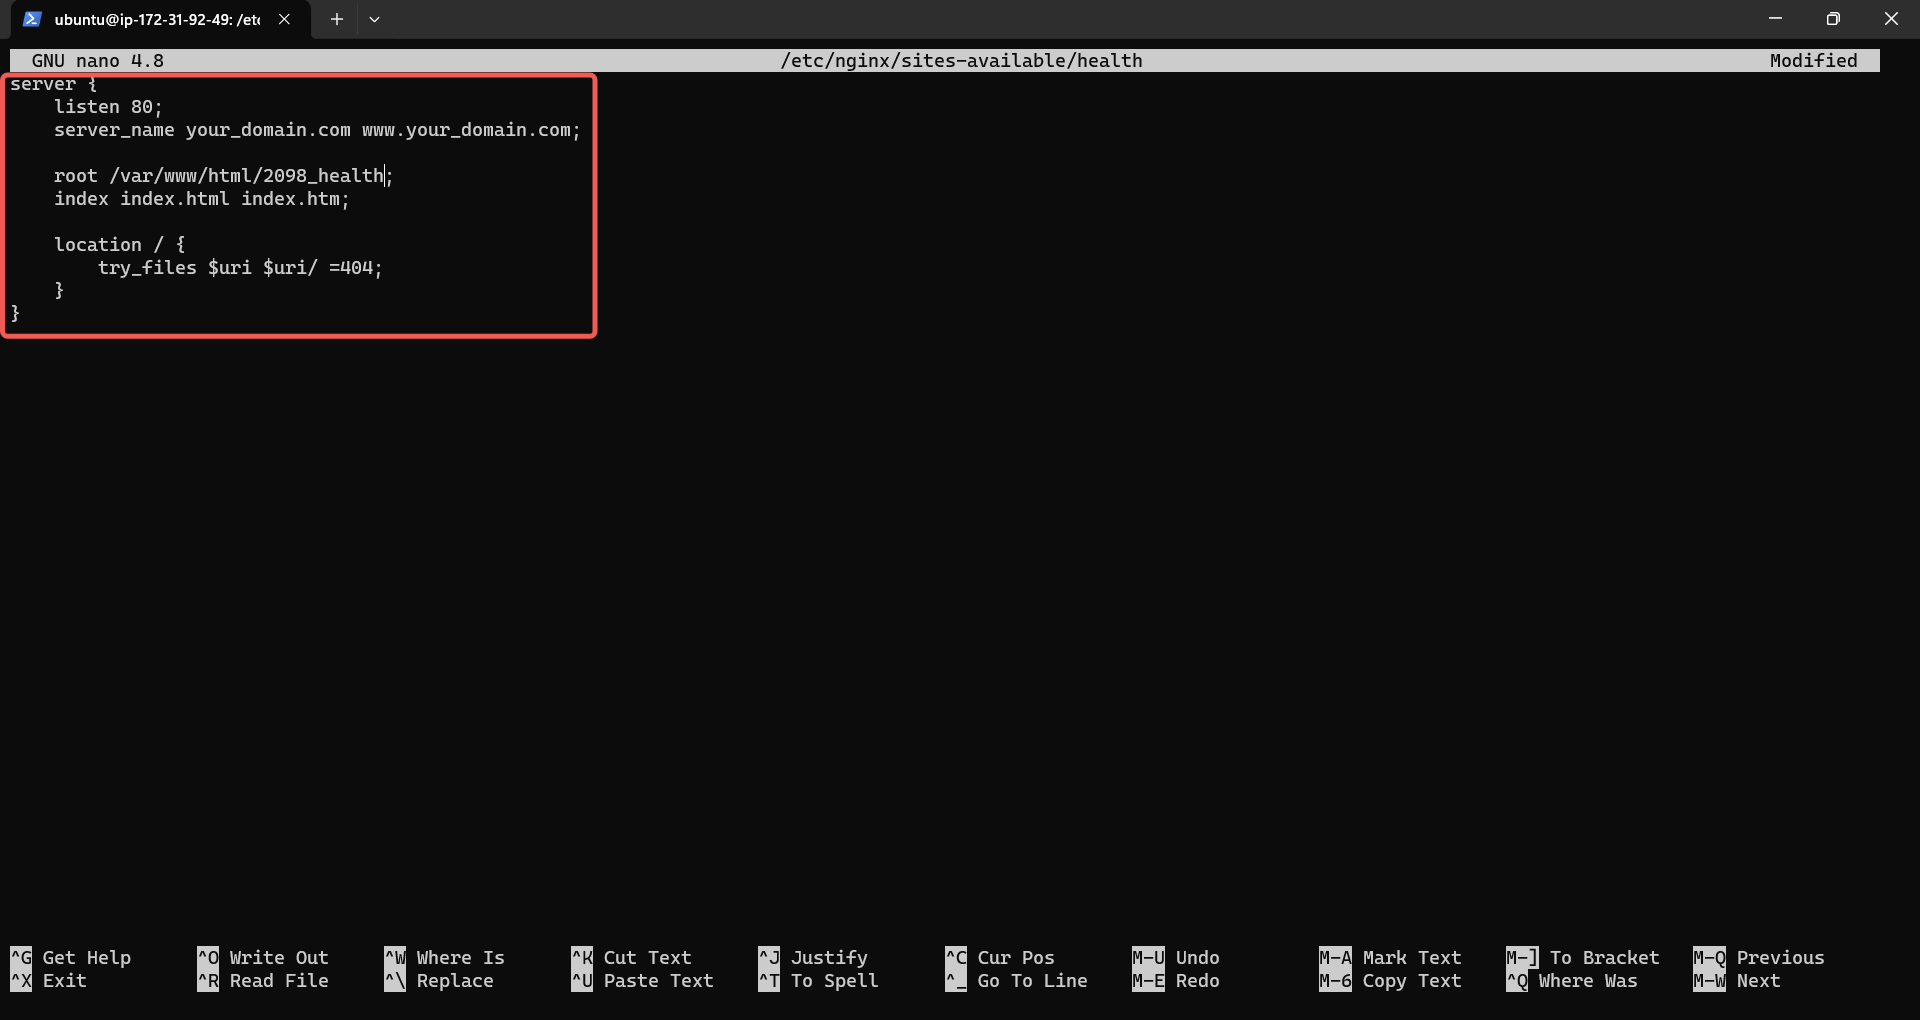 ubuntu@ip-172-31-92-49: /etc
GNU nano 4.8 /etc/nginx/sites-available/health Modified
server {
    listen 80;
    server_name your_domain.com www.your_domain.com;

    root /var/www/html/2098_health;
    index index.html index.htm;

    location / {
        try_files $uri $uri/ =404;
    }
}
^G Get Help ^O Write Out ^W Where Is ^K Cut Text ^J Justify ^C Cur Pos M-U Undo M-A Mark Text M-] To Bracket M-Q Previous
^X Exit ^R Read File ^\ Replace ^U Paste Text ^T To Spell ^_ Go To Line M-E Redo M-6 Copy Text ^Q Where Was M-W Next